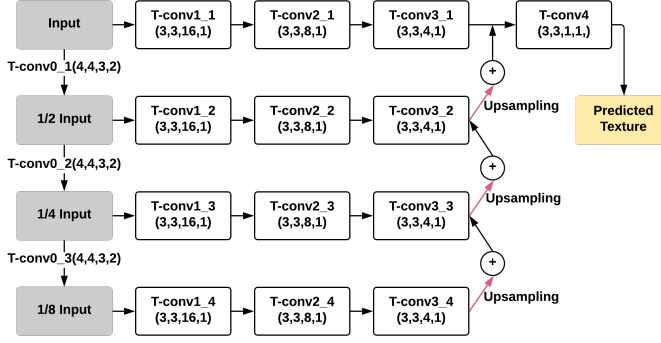 Input
T-conv1_1
(3,3,16,1)
T-conv2_1
(3,3,8,1)
T-conv3_1
(3,3,4,1)
T-conv4
(3,3,1,1,)
T-conv0_1(4,4,3,2)
+
Upsampling
1/2 Input
T-conv1_2
(3,3,16,1)
T-conv2_2
(3,3,8,1)
T-conv3_2
(3,3,4,1)
Predicted
Texture
T-conv0_2(4,4,3,2)
+
Upsampling
1/4 Input
T-conv1_3
(3,3,16,1)
T-conv2_3
(3,3,8,1)
T-conv3_3
(3,3,4,1)
T-conv0_3(4,4,3,2)
+
Upsampling
1/8 Input
T-conv1_4
(3,3,16,1)
T-conv2_4
(3,3,8,1)
T-conv3_4
(3,3,4,1)